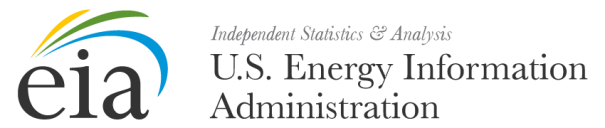 eia
Independent Statistics & Analysis
U.S. Energy Information
Administration